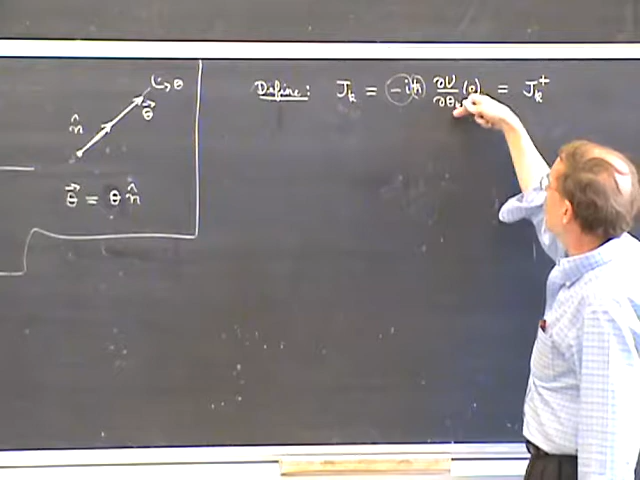 Define: J_k = -iħ ∂U/∂θ_k (0) = J_k^+
θ
n̂
θ⃗
θ⃗ = θ n̂